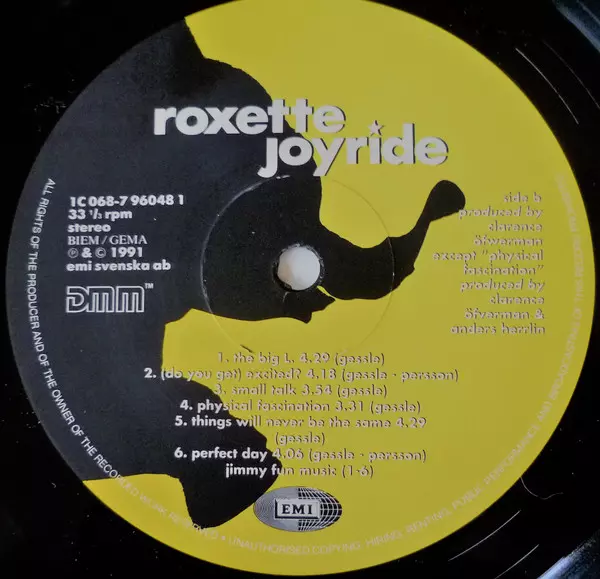 roxette
joyride
1C 068-7 96048 1
33 1/3 rpm
stereo
BIEM / GEMA
℗ & © 1991
emi svenska ab
DMM™
side b
produced by
clarence
öfwerman
except "physical
fascination"
produced by
clarence
öfwerman &
anders herrlin
1. the big L. 4.29 (gessle)
2. (do you get) excited? 4.18 (gessle · persson)
3. small talk 3.54 (gessle)
4. physical fascination 3.31 (gessle)
5. things will never be the same 4.29
(gessle)
6. perfect day 4.06 (gessle · persson)
jimmy fun music (1-6)
EMI
ALL RIGHTS OF THE PRODUCER AND OF THE OWNER OF THE RECORDED WORK RESERVED • UNAUTHORISED COPYING, HIRING, RENTING, PUBLIC PERFORMANCE AND BROADCASTING OF THIS RECORD PROHIBITED